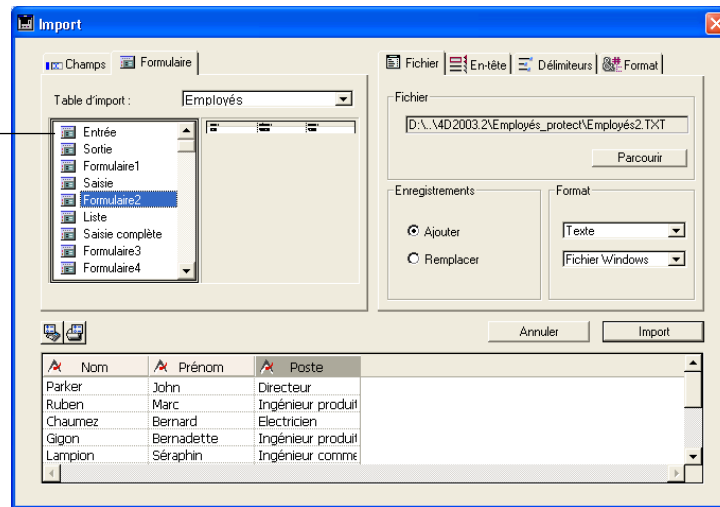 Import
Champs
Formulaire
Table d'import :
Employés
Entrée
Sortie
Formulaire1
Saisie
Formulaire2
Liste
Saisie complète
Formulaire3
Formulaire4
Fichier
En-tête
Délimiteurs
Format
Fichier
D:\..\4D2003.2\Employés_protect\Employés2.TXT
Parcourir
Enregistrements
Ajouter
Remplacer
Format
Texte
Fichier Windows
Annuler
Import
Nom Prénom Poste
Parker John Directeur
Ruben Marc Ingénieur produit
Chaumez Bernard Electricien
Gigon Bernadette Ingénieur produit
Lampion Séraphin Ingénieur comme